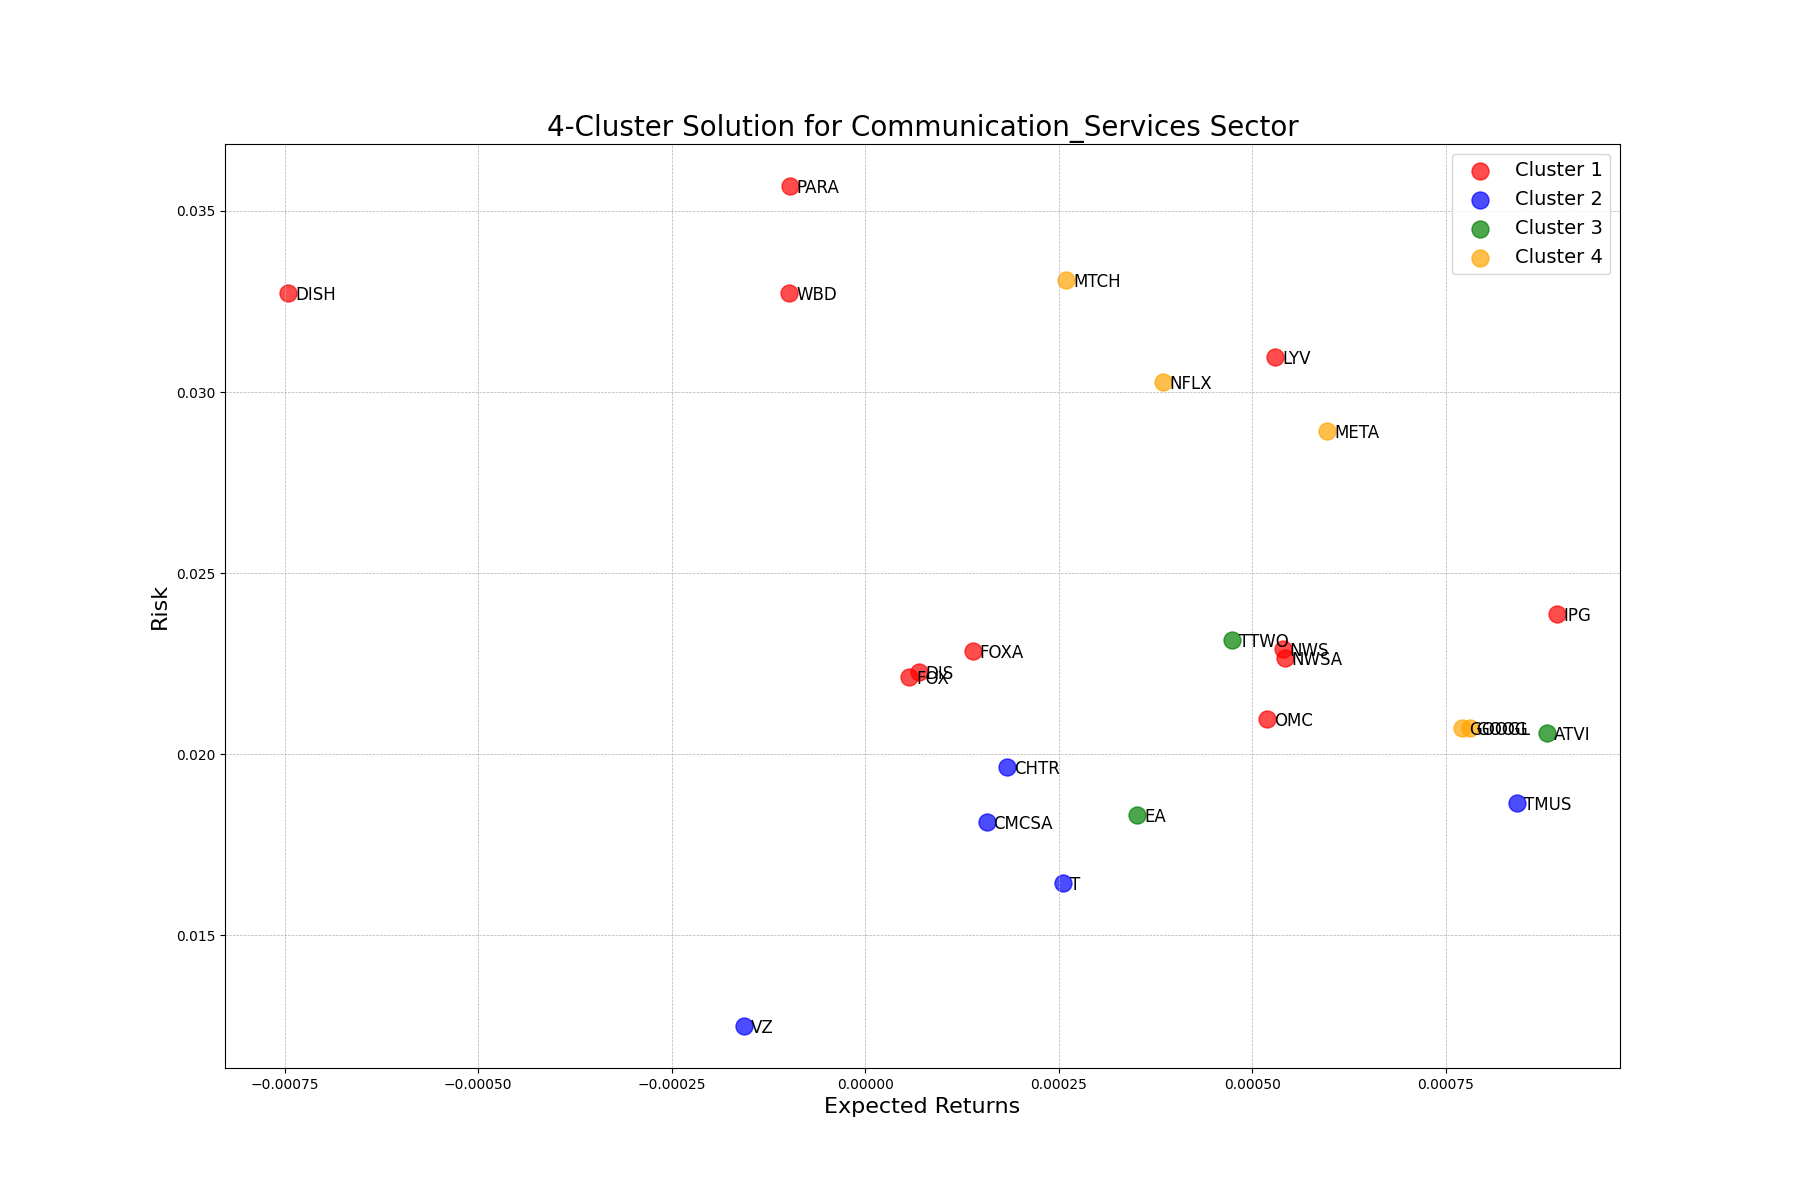 4-Cluster Solution for Communication_Services Sector
Cluster 1
Cluster 2
Cluster 3
Cluster 4
Risk
0.035
0.030
0.025
0.020
0.015
PARA
DISH
WBD
MTCH
LYV
NFLX
META
IPG
TTWO
NWS
NWSA
FOXA
DIS
FOX
OMC
GOOG
GOOGL
ATVI
CHTR
TMUS
CMCSA
EA
T
VZ
−0.00075
−0.00050
−0.00025
0.00000
0.00025
0.00050
0.00075
Expected Returns